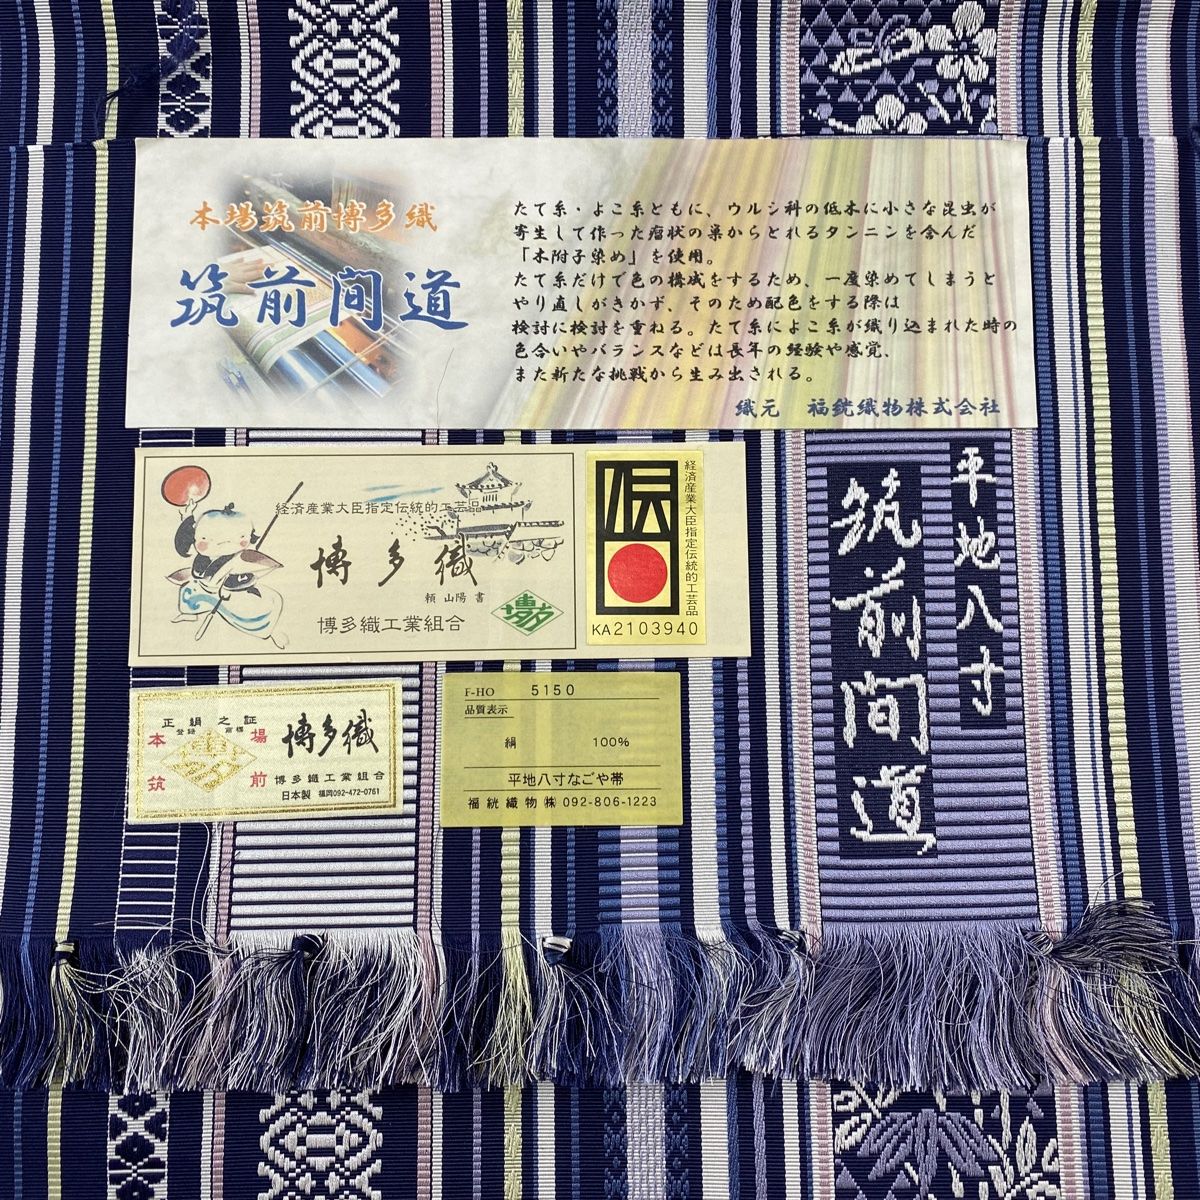 本場筑前博多織
筑前間道
たて糸・よこ糸ともに、ウルシ科の低木に小さな昆虫が
寄生して作った瘤状の巣からとれるタンニンを含んだ
「木附子染め」を使用。
たて糸だけで色の構成をするため、一度染めてしまうと
やり直しがきかず、そのため配色をする際は
検討に検討を重ねる。たて糸によこ糸が織り込まれた時の
色合いやバランスなどは長年の経験や感覚、
また新たな挑戦から生み出される。
織元　福絖織物株式会社
経済産業大臣指定伝統的工芸品
博多織
頼 山陽 書
博多織工業組合
経済産業大臣指定伝統的工芸品
KA2103940
平地八寸
筑前間道
正絹之証
登録 商標
本場
筑前
博多織
博多織工業組合
日本製 福岡092-472-0761
F-HO 5150
品質表示
絹 100%
平地八寸なごや帯
福絖織物㈱ 092-806-1223